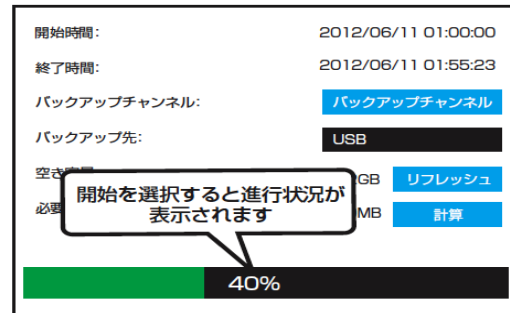 開始時間: 2012/06/11 01:00:00
終了時間: 2012/06/11 01:55:23
バックアップチャンネル: バックアップチャンネル
バックアップ先: USB
空き GB リフレッシュ
必要 MB 計算
開始を選択すると進行状況が
表示されます
40%